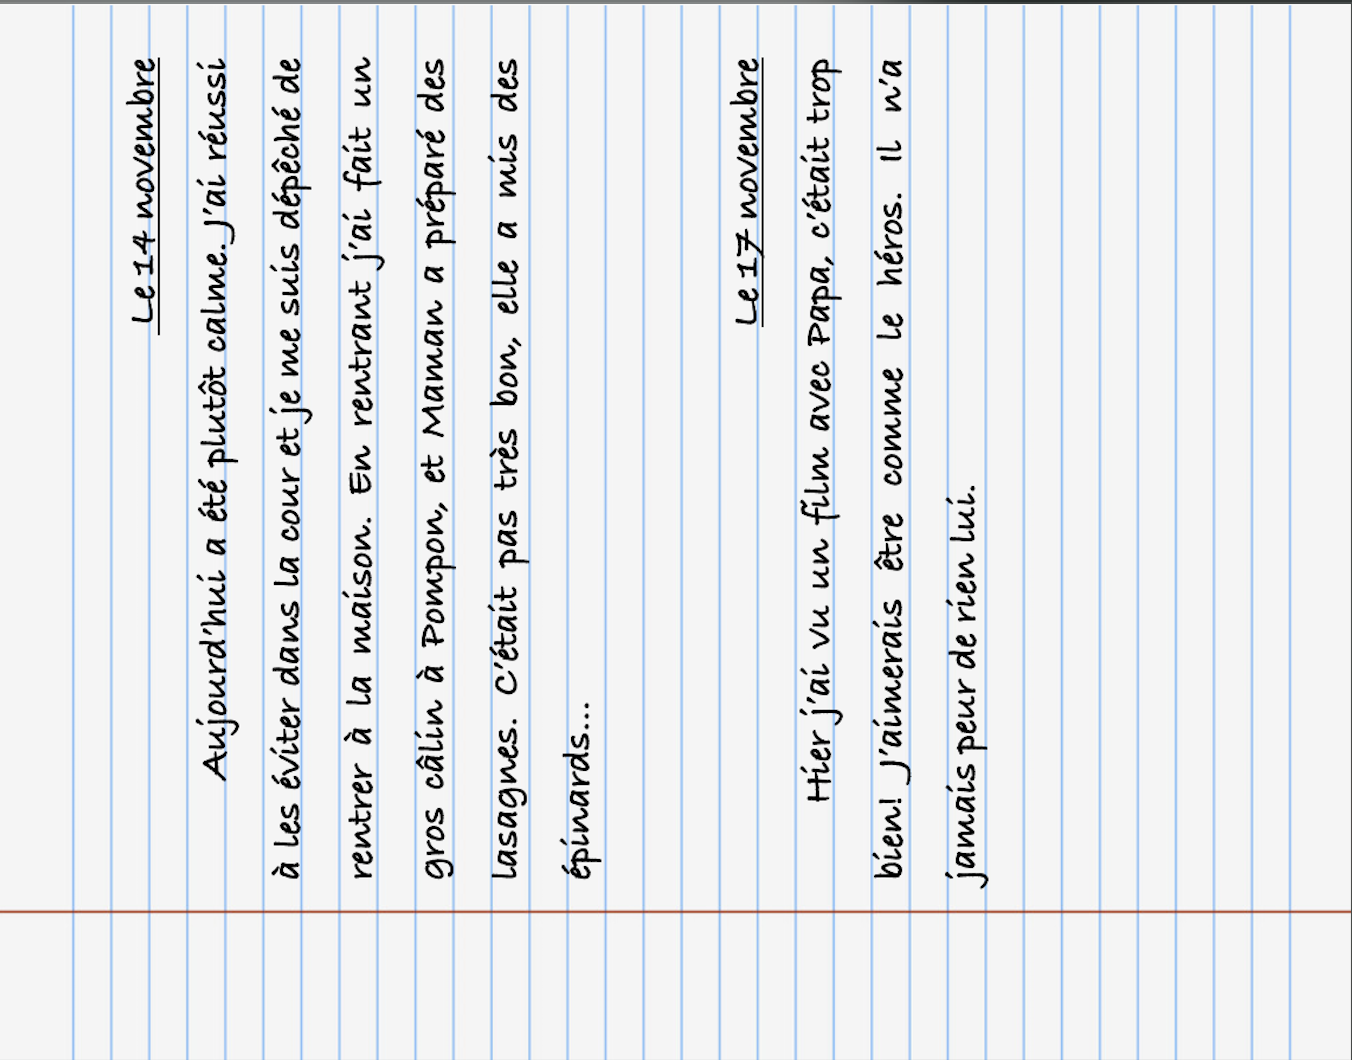 Le 14 novembre
Aujourd'hui a été plutôt calme. J'ai réussi
à les éviter dans la cour et je me suis dépêché de
rentrer à la maison. En rentrant j'ai fait un
gros câlin à Pompon, et Maman a préparé des
lasagnes. C'était pas très bon, elle a mis des
épinards...
Le 17 novembre
Hier j'ai vu un film avec Papa, c'était trop
bien! J'aimerais être comme le héros. Il n'a
jamais peur de rien lui.